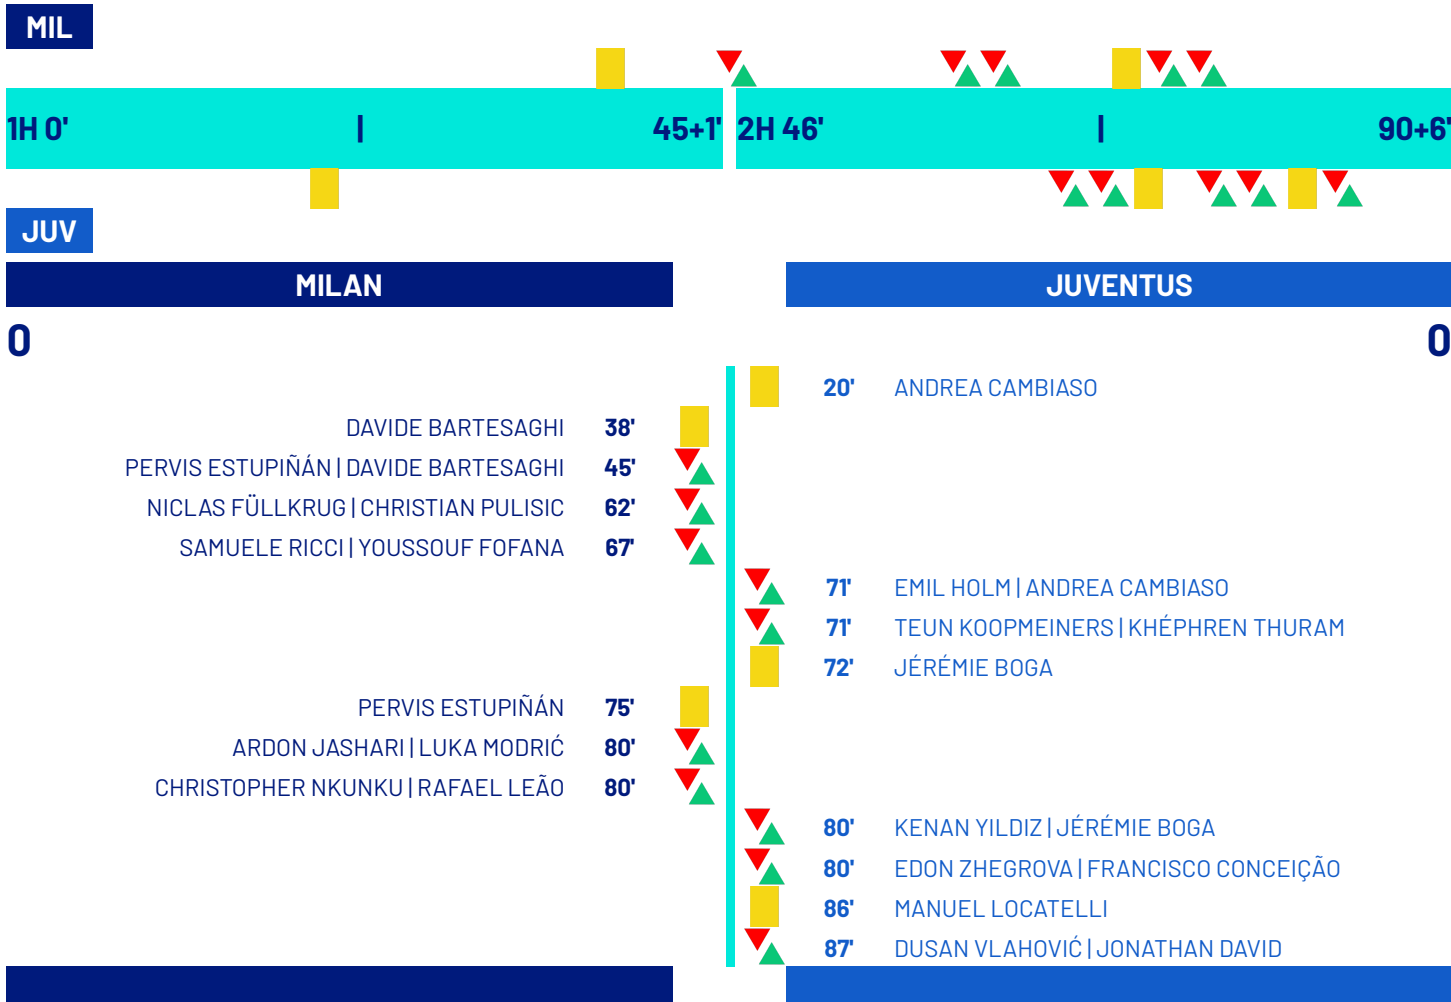 MIL
1H 0' | 45+1' 2H 46' | 90+6'
JUV
MILAN JUVENTUS
0 0
20' ANDREA CAMBIASO
DAVIDE BARTESAGHI 38'
PERVIS ESTUPIÑÁN | DAVIDE BARTESAGHI 45'
NICLAS FÜLLKRUG | CHRISTIAN PULISIC 62'
SAMUELE RICCI | YOUSSOUF FOFANA 67'
71' EMIL HOLM | ANDREA CAMBIASO
71' TEUN KOOPMEINERS | KHÉPHREN THURAM
72' JÉRÉMIE BOGA
PERVIS ESTUPIÑÁN 75'
ARDON JASHARI | LUKA MODRIĆ 80'
CHRISTOPHER NKUNKU | RAFAEL LEÃO 80'
80' KENAN YILDIZ | JÉRÉMIE BOGA
80' EDON ZHEGROVA | FRANCISCO CONCEIÇÃO
86' MANUEL LOCATELLI
87' DUSAN VLAHOVIĆ | JONATHAN DAVID